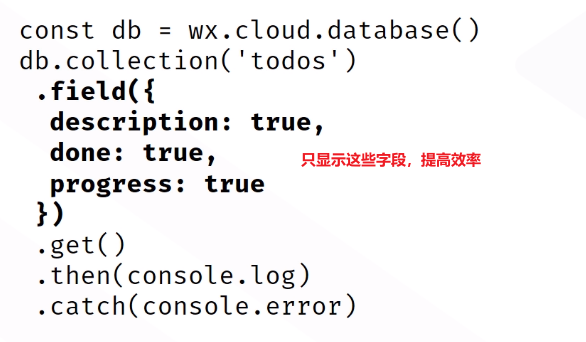 const db = wx.cloud.database()
db.collection('todos')
.field({
description: true,
done: true,
只显示这些字段，提高效率
progress: true
})
.get()
.then(console.log)
.catch(console.error)